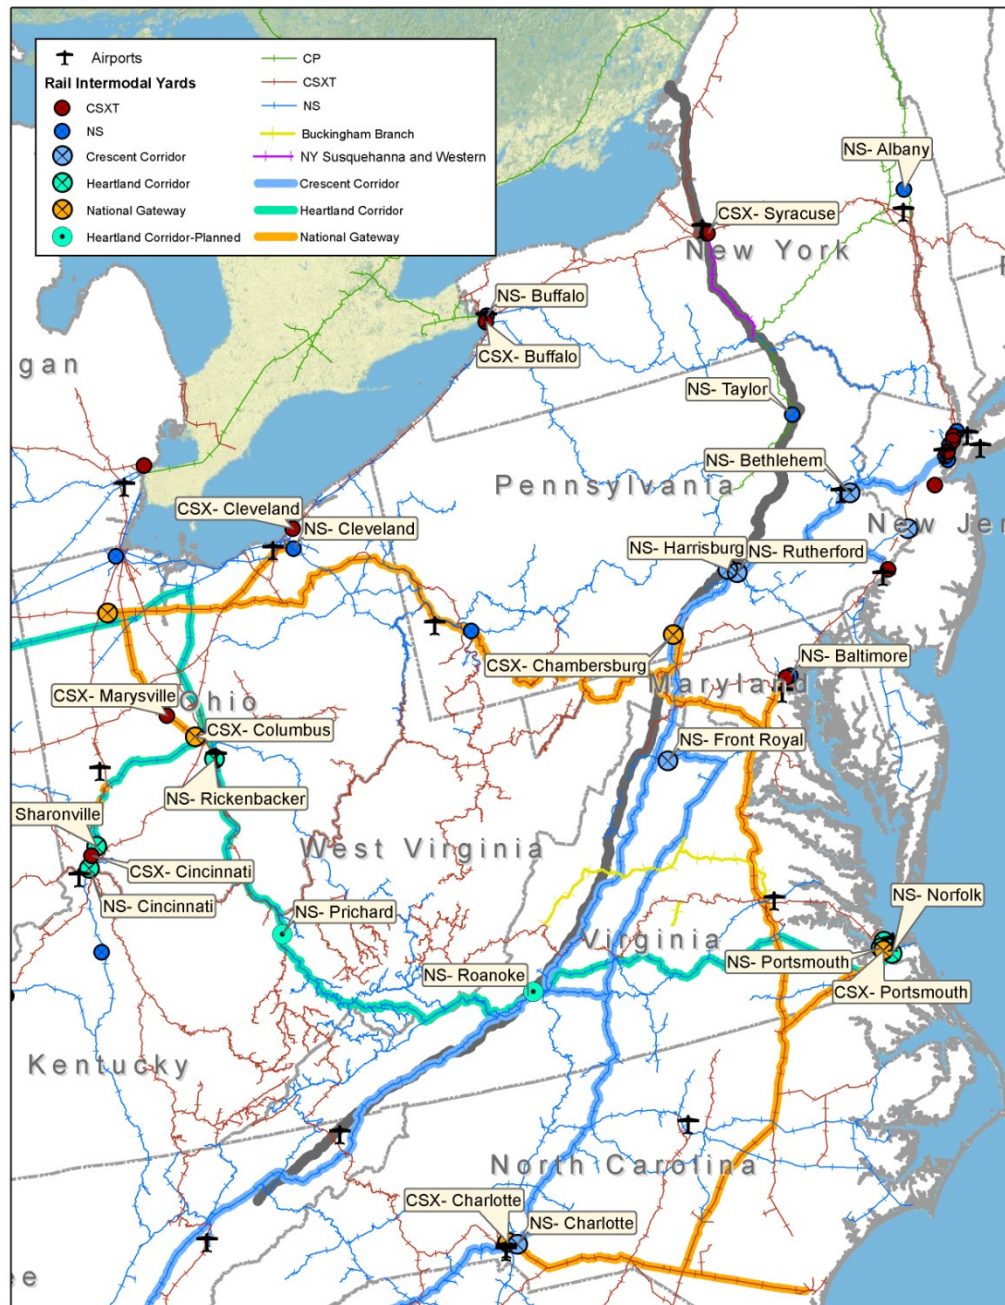 Airports
Rail Intermodal Yards
CSXT
NS
Crescent Corridor
Heartland Corridor
National Gateway
Heartland Corridor-Planned
CP
CSXT
NS
Buckingham Branch
NY Susquehanna and Western
Crescent Corridor
Heartland Corridor
National Gateway
NS- Albany
CSX- Syracuse
New York
NS- Buffalo
CSX- Buffalo
gan
NS- Taylor
NS- Bethlehem
Pennsylvania
CSX- Cleveland
NS- Cleveland
New Jer
NS- Harrisburg
NS- Rutherford
CSX- Chambersburg
NS- Baltimore
Maryland
CSX- Marysville
Ohio
CSX- Columbus
NS- Front Royal
NS- Rickenbacker
Sharonville
West Virginia
CSX- Cincinnati
NS- Cincinnati
NS- Norfolk
NS- Prichard
Virginia
NS- Portsmouth
NS- Roanoke
CSX- Portsmouth
Kentucky
North Carolina
CSX- Charlotte
NS- Charlotte
ee